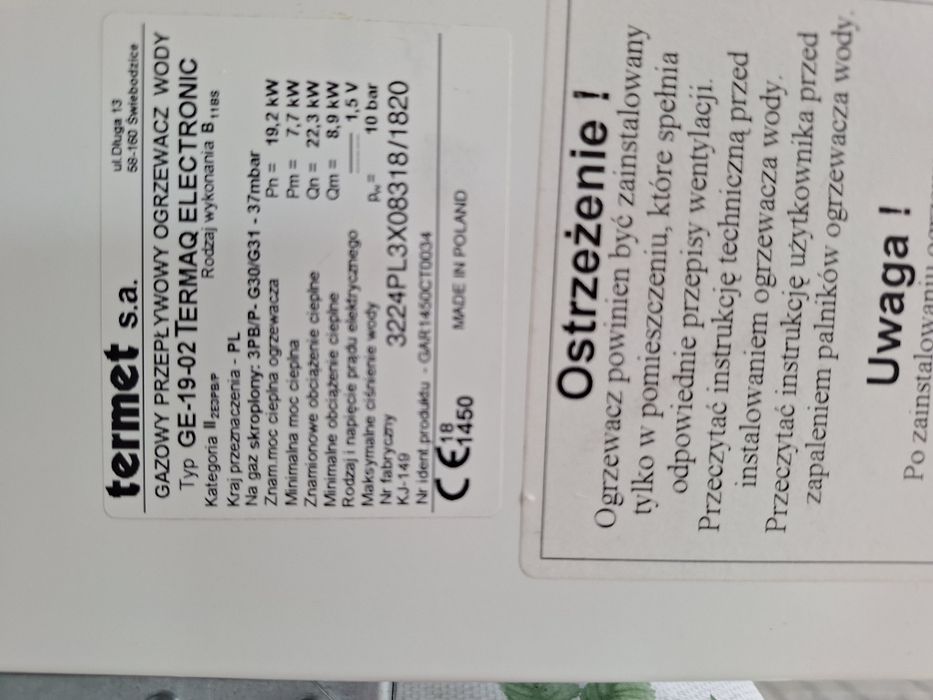 termet s.a.
ul.Długa 13
58-160 Świebodzice
GAZOWY PRZEPŁYWOWY OGRZEWACZ WODY
Typ GE-19-02 TERMAQ ELECTRONIC
Kategoria II2E3PB/P Rodzaj wykonania B11BS
Kraj przeznaczenia - PL
Na gaz skroplony: 3PB/P- G30/G31 - 37mbar
Znam.moc cieplna ogrzewacza Pn = 19,2 kW
Minimalna moc cieplna Pm = 7,7 kW
Znamionowe obciążenie cieplne Qn = 22,3 kW
Minimalne obciążenie cieplne Qm = 8,9 kW
Rodzaj i napięcie prądu elektrycznego 1,5 V
Maksymalne ciśnienie wody pw = 10 bar
Nr fabryczny 3224PL3X08318/1820
KJ-149
Nr ident.produktu - GAR1450CT0034
CE 18
1450 MADE IN POLAND
Ostrzeżenie !
Ogrzewacz powinien być zainstalowany
tylko w pomieszczeniu, które spełnia
odpowiednie przepisy wentylacji.
Przeczytać instrukcję techniczną przed
instalowaniem ogrzewacza wody.
Przeczytać instrukcję użytkownika przed
zapaleniem palników ogrzewacza wody.
Uwaga !
Po zainstalowaniu